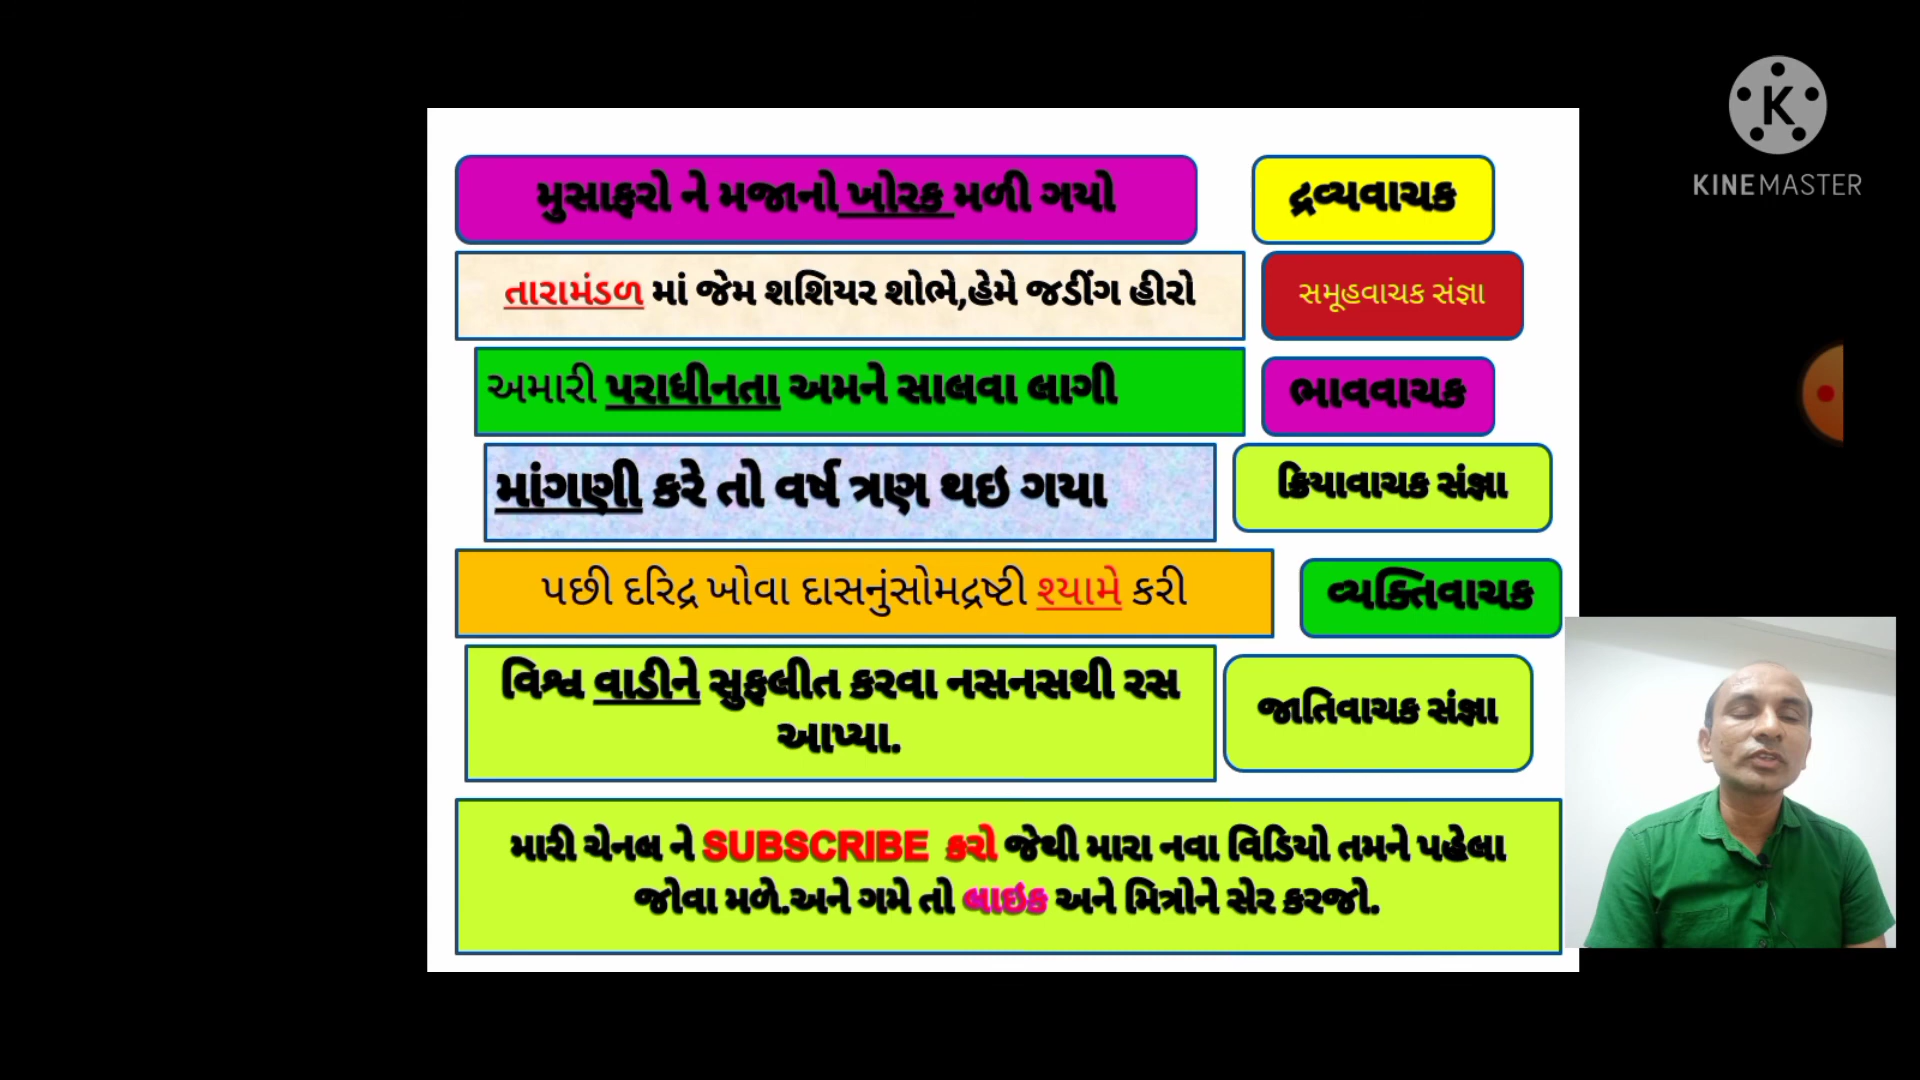 મુસાફરો ને મજાનો ખોરક મળી ગયો
દ્રવ્યવાચક
તારામંડળ માં જેમ શશિયર શોભે,હેમે જડીંગ હીરો
સમૂહવાચક સંજ્ઞા
અમારી પરાધીનતા અમને સાલવા લાગી
ભાવવાચક
માંગણી કરે તો વર્ષ ત્રણ થઇ ગયા
ક્રિયાવાચક સંજ્ઞા
પછી દરિદ્ર ખોવા દાસનુંસોમદ્રષ્ટી શ્યામે કરી
વ્યક્તિવાચક
વિશ્વ વાડીને સુફલીત કરવા નસનસથી રસ
આપ્યા.
જાતિવાચક સંજ્ઞા
મારી ચેનલ ને SUBSCRIBE કરો જેથી મારા નવા વિડિયો તમને પહેલા
જોવા મળે.અને ગમે તો લાઇક અને મિત્રોને સેર કરજો.
K
KINEMASTER